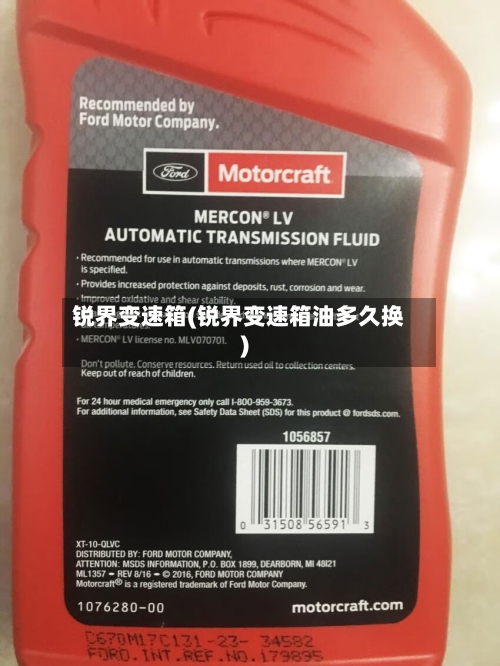 Recommended by
Ford Motor Company.
Ford
Motorcraft
MERCON® LV
AUTOMATIC TRANSMISSION FLUID
• Recommended for use in automatic transmissions where MERCON® LV
is specified.
• Provides increased protection against deposits, rust, corrosion and wear.
• Improved oxidative and shear stability.
锐界变速箱(锐界变速箱油多久换
)
• MERCON® LV license no. MLV070701.
Don't pollute. Conserve resources. Return used oil to collection centers.
Keep out of reach of children.
For 24 hour medical emergency only call 1-800-959-3673.
For additional information, see Safety Data Sheet (SDS) for this product @ fordsds.com.
1056857
0 31508 56591 3
XT-10-QLVC
DISTRIBUTED BY: FORD MOTOR COMPANY,
ATTENTION: MSDS INFORMATION, P.O. BOX 1899, DEARBORN, MI 48121
ML1357 – REV 8/16 – © 2016, FORD MOTOR COMPANY
Motorcraft® is a registered trademark of Ford Motor Company.
1076280-00
motorcraft.com
C670M17C131-23- 34582
FORD.INT.REF.NO.179895